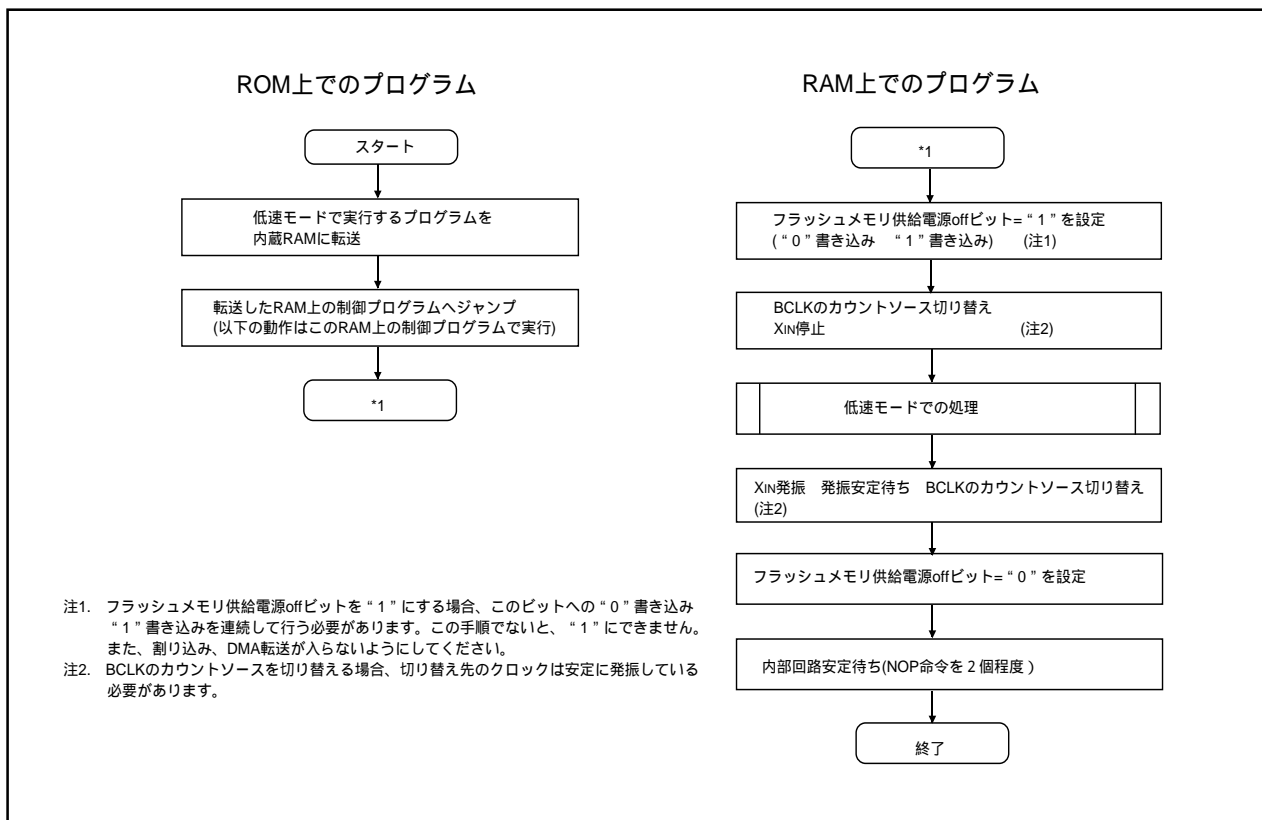 ROM上でのプログラム
スタート
低速モードで実行するプログラムを
内蔵RAMに転送
転送したRAM上の制御プログラムへジャンプ
(以下の動作はこのRAM上の制御プログラムで実行)
*1
RAM上でのプログラム
*1
フラッシュメモリ供給電源offビット= “ 1 ” を設定
( “ 0 ” 書き込み “ 1 ” 書き込み) (注1)
BCLKのカウントソース切り替え
XIN停止 (注2)
低速モードでの処理
XIN発振 発振安定待ち BCLKのカウントソース切り替え
(注2)
フラッシュメモリ供給電源offビット= “ 0 ” を設定
内部回路安定待ち(NOP命令を２個程度 )
終了
注1. フラッシュメモリ供給電源offビットを “ 1 ” にする場合、このビットへの “ 0 ” 書き込み
“ 1 ” 書き込みを連続して行う必要があります。この手順でないと、 “ 1 ” にできません。
また、割り込み、DMA転送が入らないようにしてください。
注2. BCLKのカウントソースを切り替える場合、切り替え先のクロックは安定に発振している
必要があります。